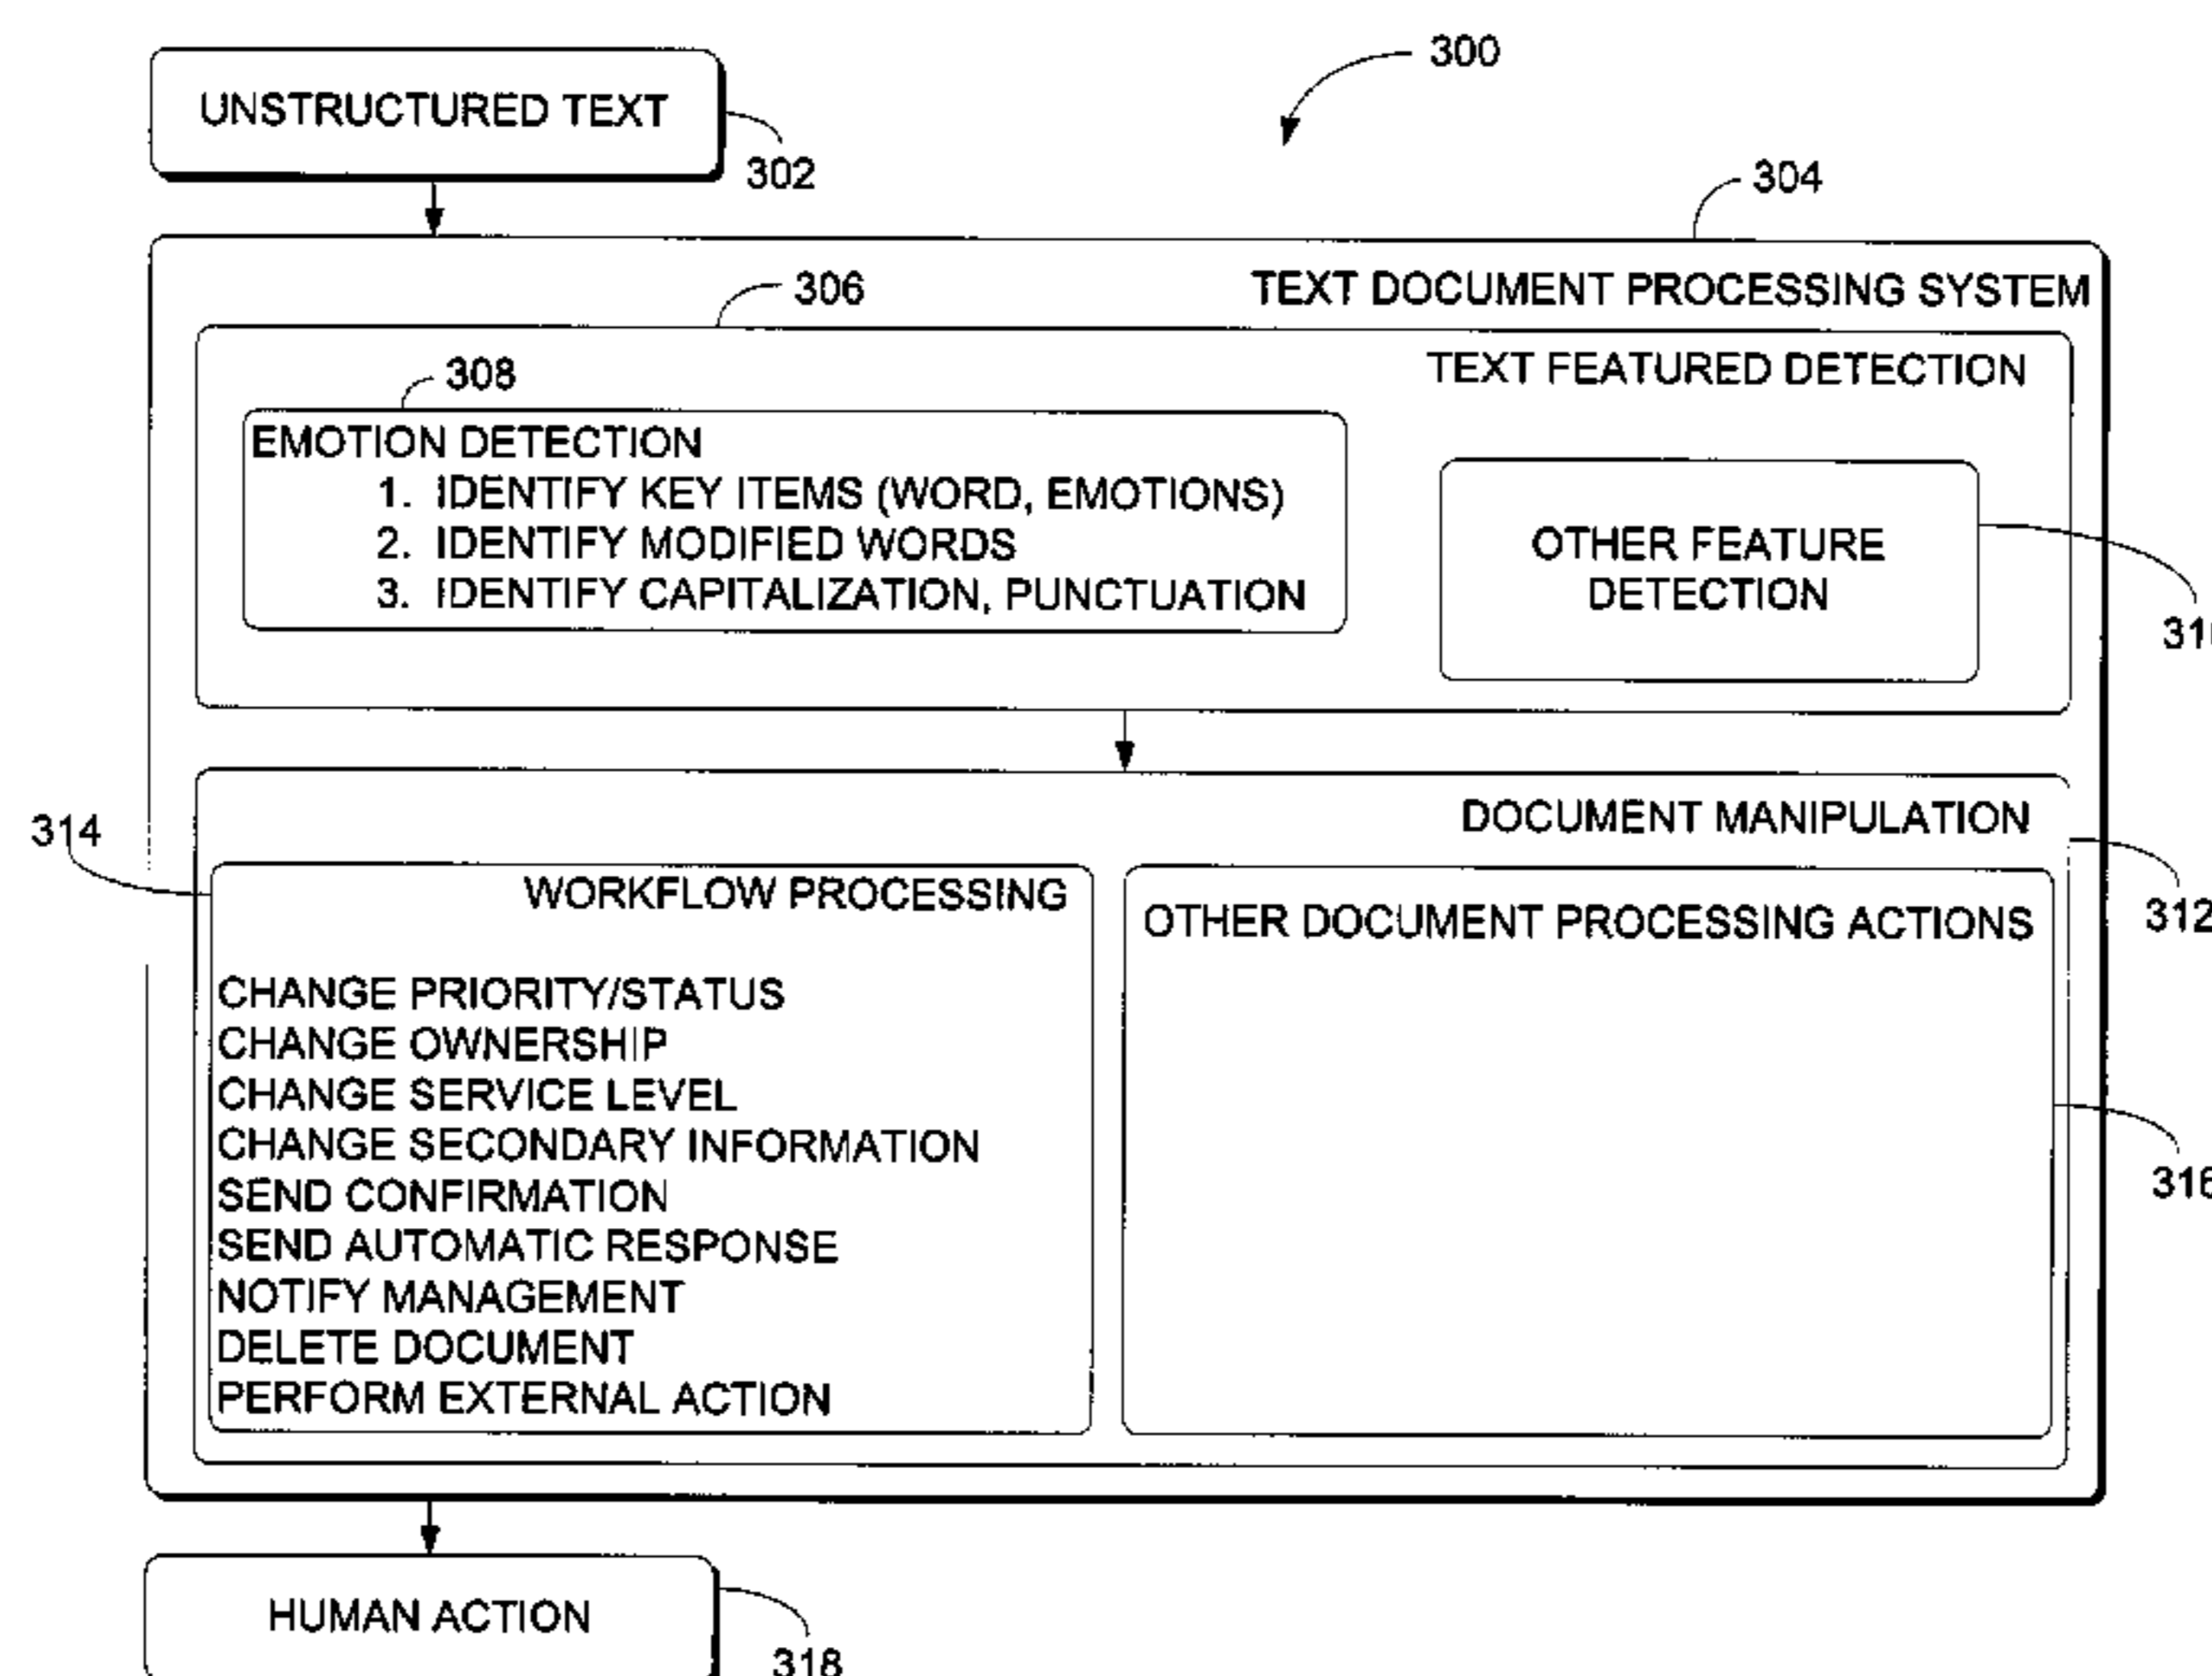 300
UNSTRUCTURED TEXT
302
304
306
TEXT DOCUMENT PROCESSING SYSTEM
TEXT FEATURED DETECTION
308
EMOTION DETECTION
1. IDENTIFY KEY ITEMS (WORD, EMOTIONS)
2. IDENTIFY MODIFIED WORDS
3. IDENTIFY CAPITALIZATION, PUNCTUATION
OTHER FEATURE
DETECTION
DOCUMENT MANIPULATION
314
312
WORKFLOW PROCESSING
CHANGE PRIORITY/STATUS
CHANGE OWNERSHIP
CHANGE SERVICE LEVEL
CHANGE SECONDARY INFORMATION
SEND CONFIRMATION
SEND AUTOMATIC RESPONSE
NOTIFY MANAGEMENT
DELETE DOCUMENT
PERFORM EXTERNAL ACTION
OTHER DOCUMENT PROCESSING ACTIONS
316
HUMAN ACTION
318